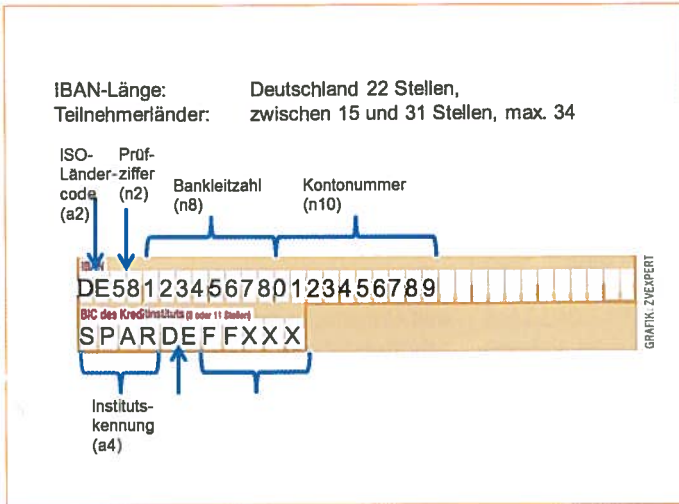 IBAN-Länge: Deutschland 22 Stellen,
Teilnehmerländer: zwischen 15 und 31 Stellen, max. 34
ISO-Länder-code (a2)
Prüf-ziffer (n2)
Bankleitzahl (n8)
Kontonummer (n10)
IBAN
DE58123456780123456789
BIC des Kreditinstituts (8 oder 11 Stellen)
SPARDEFFXXX
Instituts-
kennung
(a4)
GRAFIK: ZVEXPERT